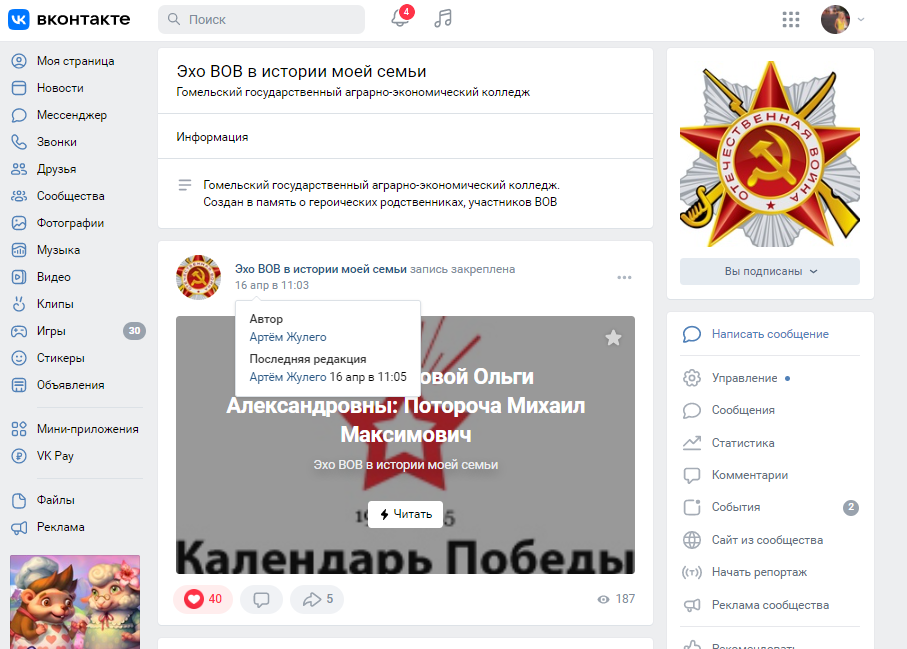 вконтакте
Поиск
4
Моя страница
Новости
Мессенджер
Звонки
Друзья
Сообщества
Фотографии
Музыка
Видео
Клипы
Игры
30
Стикеры
Объявления
Мини-приложения
VK Pay
Файлы
Реклама
Эхо ВОВ в истории моей семьи
Гомельский государственный аграрно-экономический колледж
Информация
Гомельский государственный аграрно-экономический колледж.
Создан в память о героических родственниках, участников ВОВ
Эхо ВОВ в истории моей семьи запись закреплена
16 апр в 11:03
Автор
Артём Жулего
Последняя редакция
Артём Жулего 16 апр в 11:05
овой Ольги
Александровны: Потороча Михаил
Максимович
Эхо ВОВ в истории моей семьи
Читать
Календарь Победы
40
5
187
ОТЕЧЕСТВЕННАЯ ВОЙНА
Вы подписаны
Написать сообщение
Управление
Сообщения
Статистика
Комментарии
События
2
Сайт из сообщества
Начать репортаж
Реклама сообщества
Рекомендовать